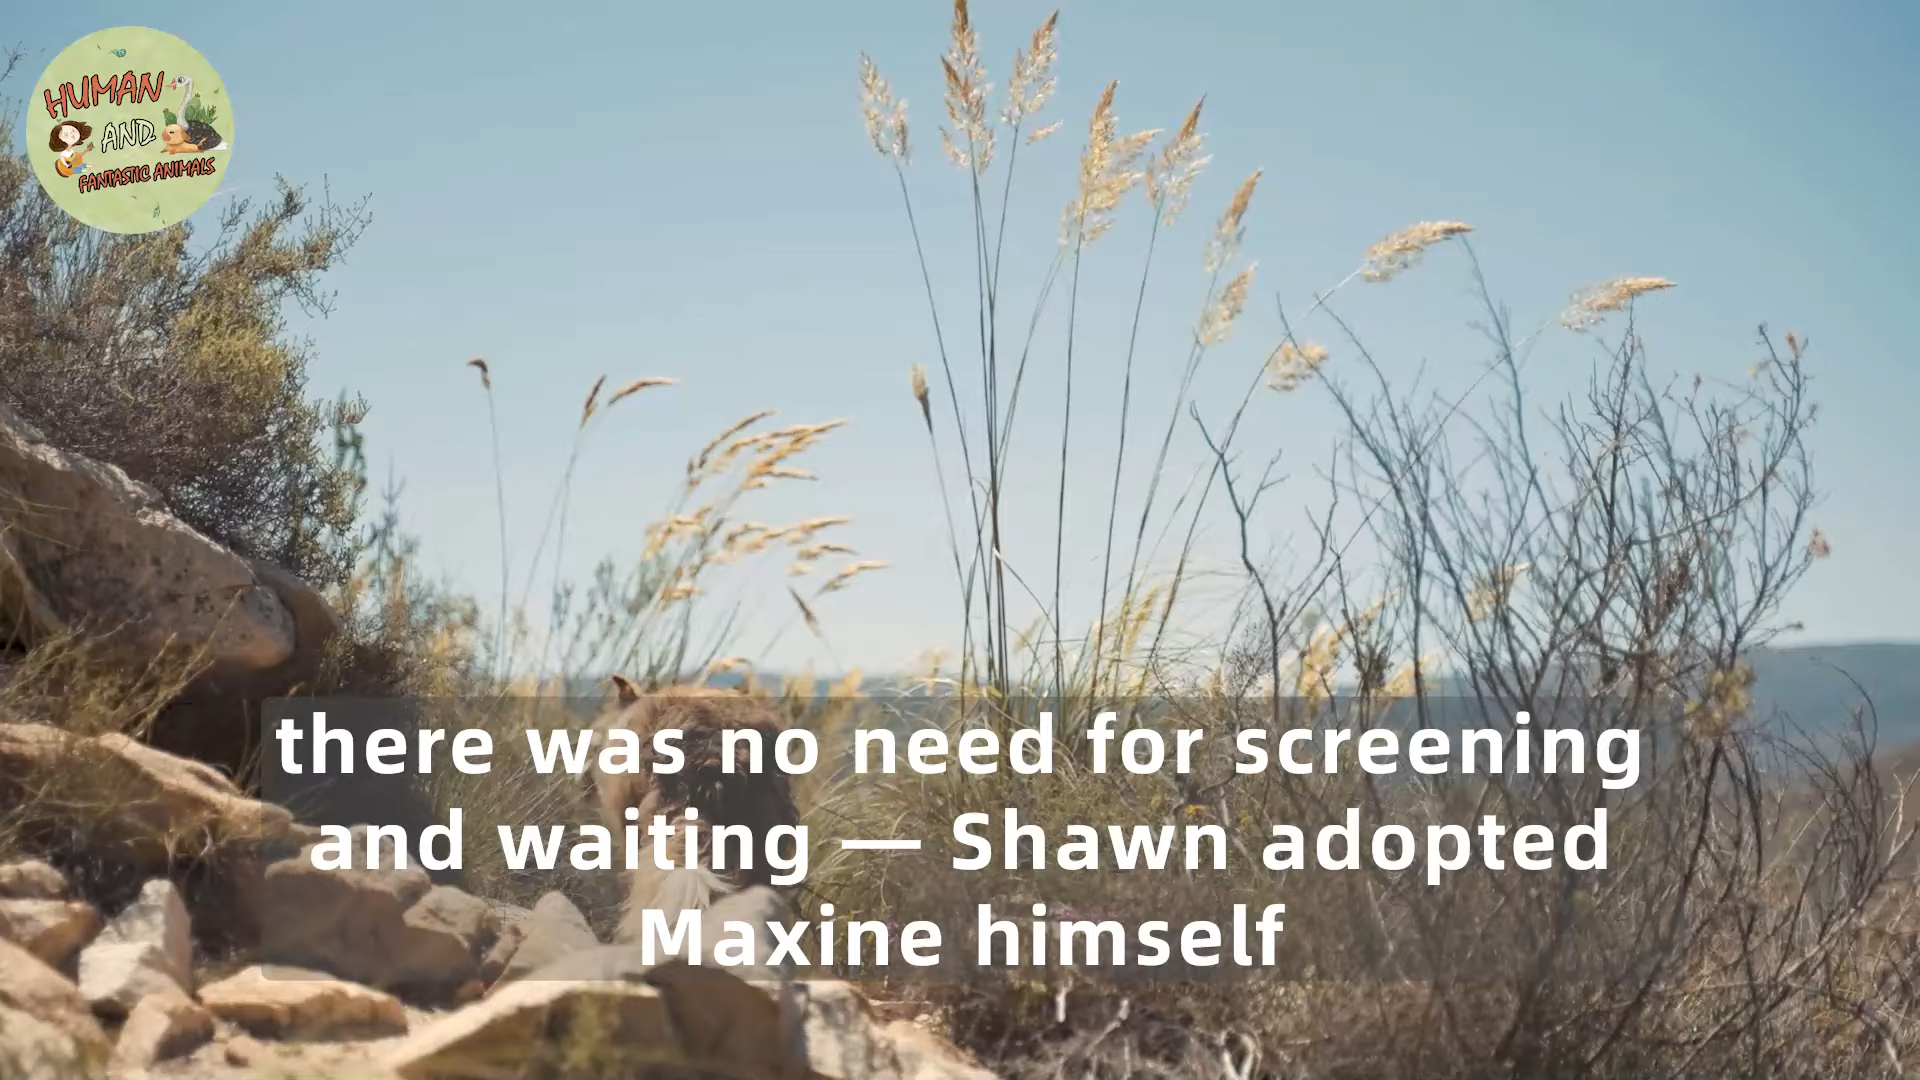 HUMAN
AND
FANTASTIC ANIMALS
there was no need for screening
and waiting — Shawn adopted
Maxine himself